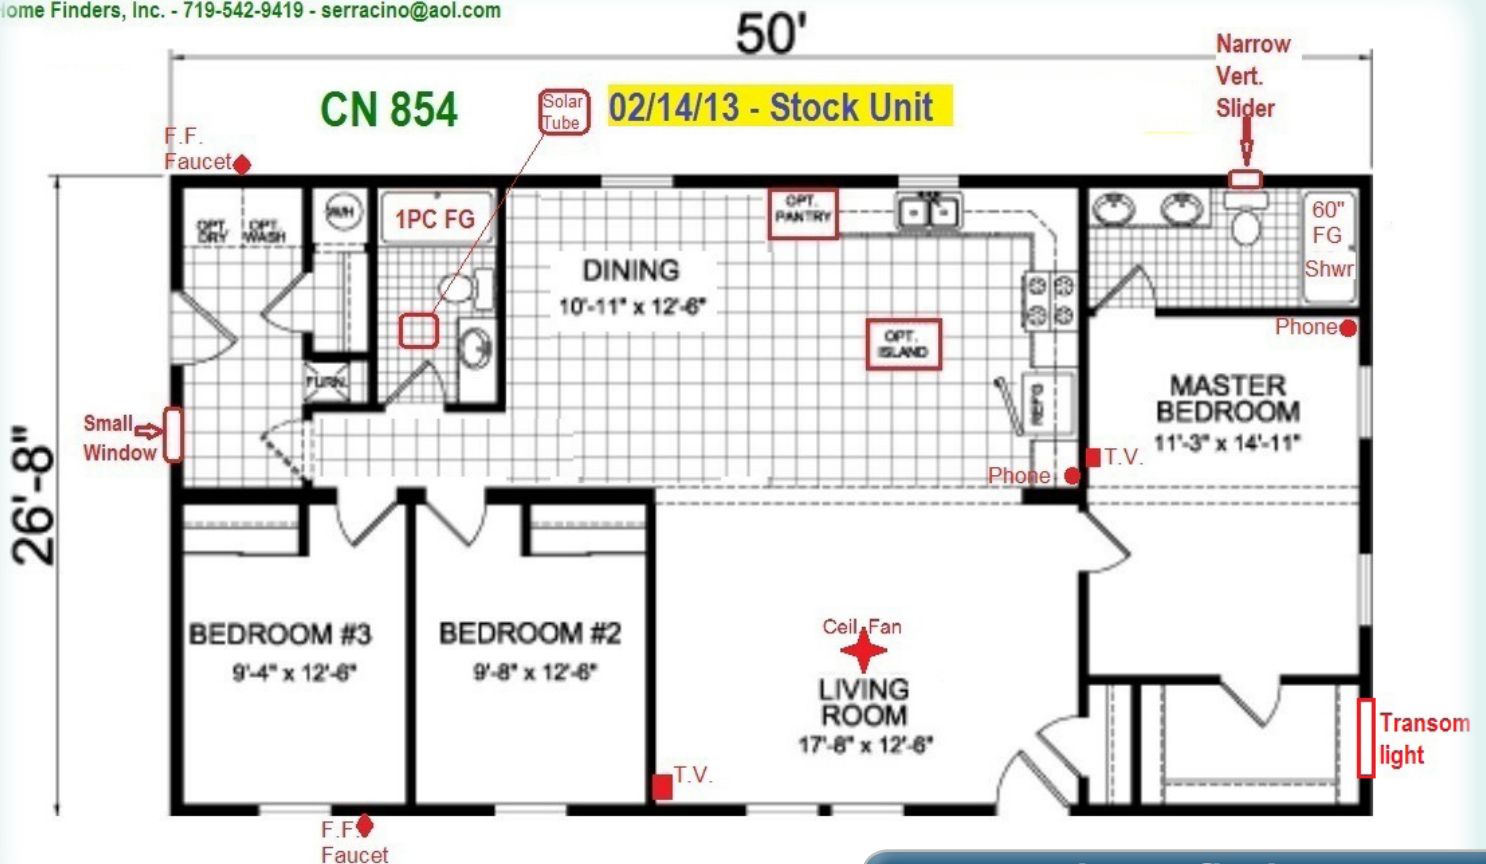 ome Finders, Inc. - 719-542-9419 - serracino@aol.com
50'
CN 854
Solar
Tube
02/14/13 - Stock Unit
Narrow
Vert.
Slider
F.F.
Faucet
OPT.
DRY
OPT.
WASH
W/H
1PC FG
OPT.
PANTRY
60"
FG
Shwr
DINING
10'-11" x 12'-6"
OPT.
ISLAND
Phone
FURN.
REFG
MASTER
BEDROOM
11'-3" x 14'-11"
Small
Window
26'-8"
T.V.
Phone
BEDROOM #3
9'-4" x 12'-6"
BEDROOM #2
9'-8" x 12'-6"
Ceil. Fan
LIVING
ROOM
17'-8" x 12'-6"
Transom
light
T.V.
F.F.
Faucet